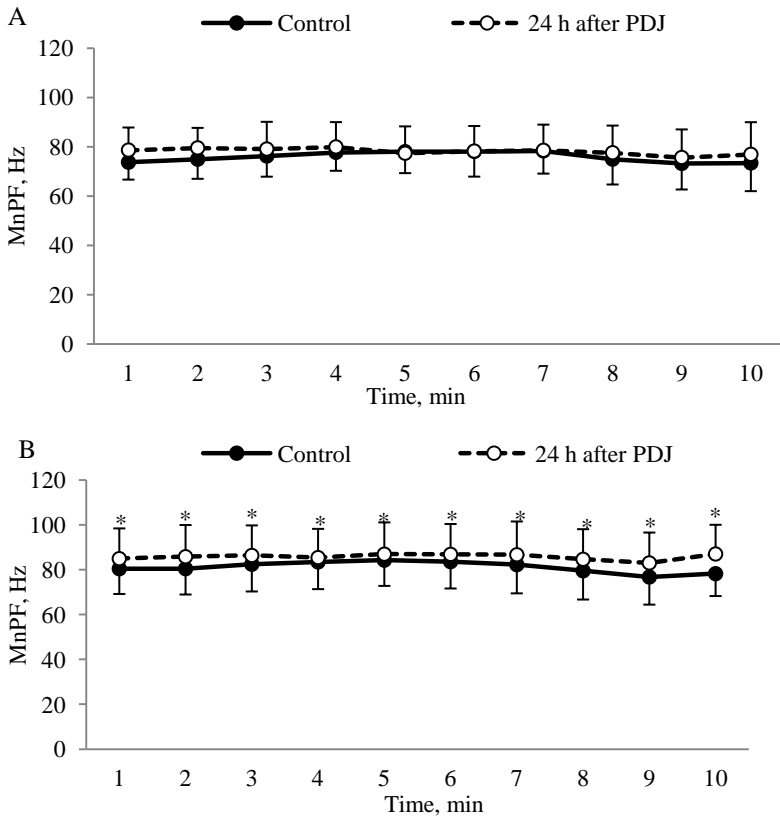 A
Control
24 h after PDJ
MnPF, Hz
120
100
80
60
40
20
0
1 2 3 4 5 6 7 8 9 10
Time, min
B
Control
24 h after PDJ
MnPF, Hz
120
100
80
60
40
20
0
* * * * * * * * * *
1 2 3 4 5 6 7 8 9 10
Time, min